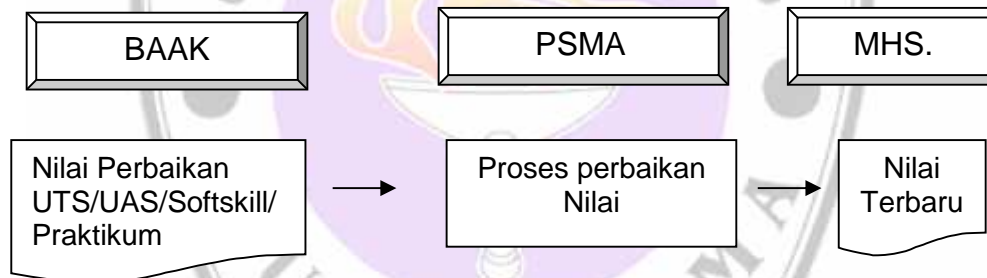 BAAK
PSMA
MHS.
Nilai Perbaikan
UTS/UAS/Softskill/
Praktikum
Proses perbaikan
Nilai
Nilai
Terbaru